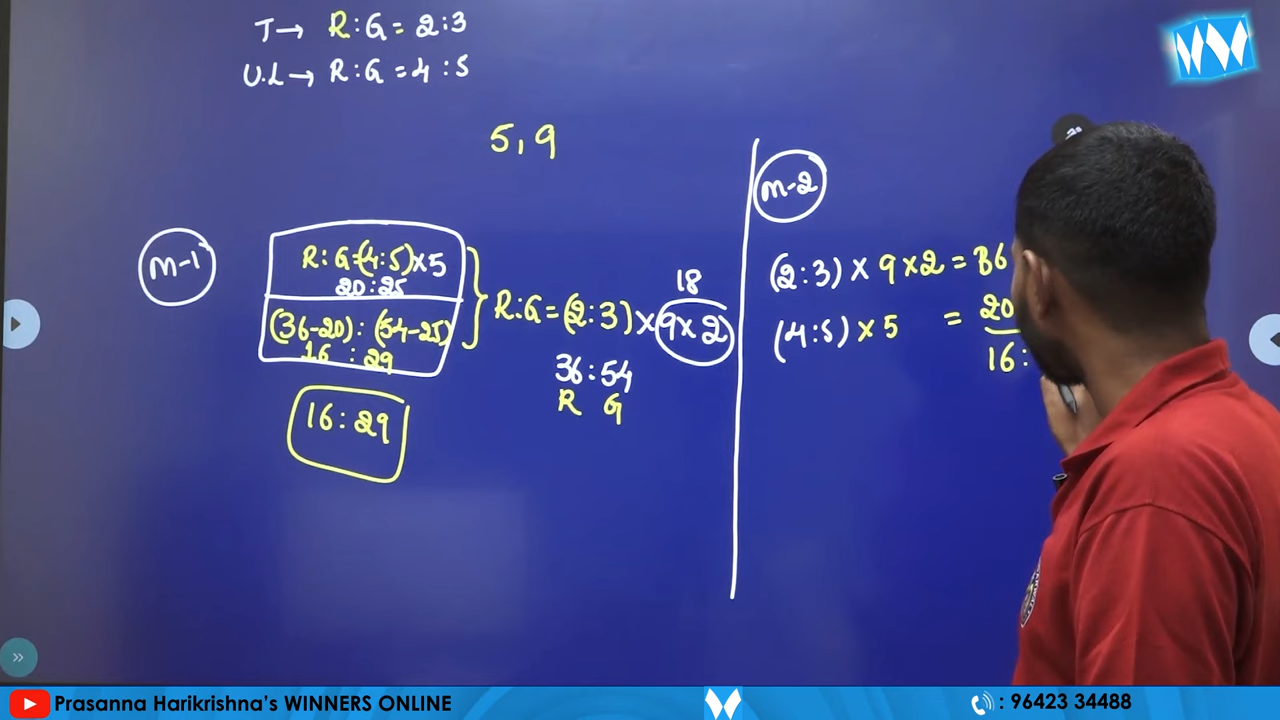 T→ R:G = 2:3
U.L→ R:G = 4:5
5,9
M-1
R:G=(4:5)×5
20:25
(36-20):(54-25)
16:29
16:29
R:G=(2:3)×9×2
18
36:54
R G
M-2
(2:3)×9×2=36
(4:5)×5 =20
16:
Prasanna Harikrishna's WINNERS ONLINE
: 96423 34488